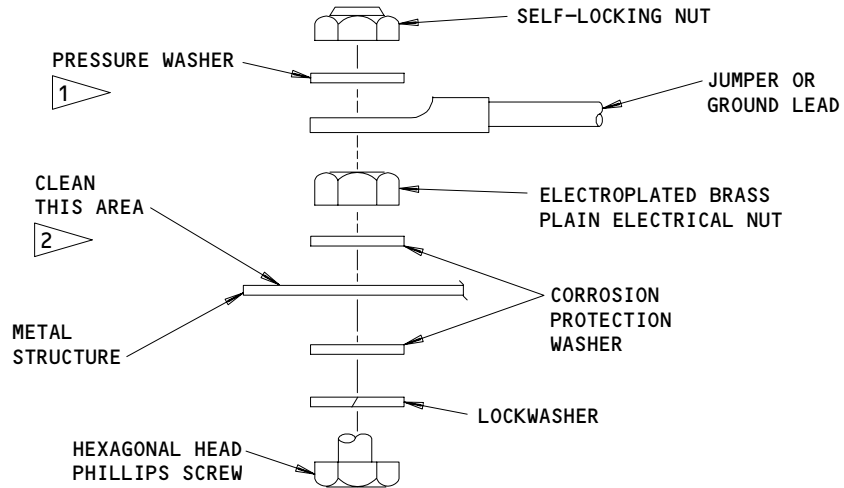 SELF-LOCKING NUT
PRESSURE WASHER
1
JUMPER OR
GROUND LEAD
CLEAN
THIS AREA
2
ELECTROPLATED BRASS
PLAIN ELECTRICAL NUT
CORROSION
PROTECTION
WASHER
METAL
STRUCTURE
LOCKWASHER
HEXAGONAL HEAD
PHILLIPS SCREW